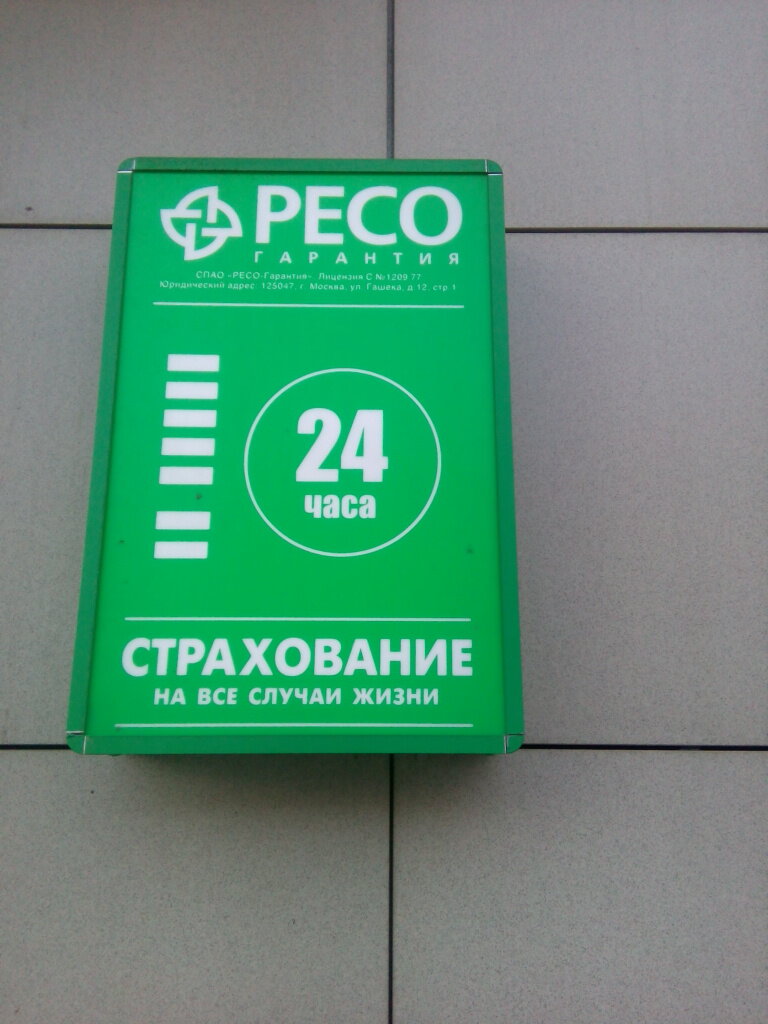 РЕСО
ГАРАНТИЯ
СПАО «РЕСО-Гарантия». Лицензия С №1209 77
Юридический адрес: 125047, г. Москва, ул. Гашека, д.12, стр 1
24
часа
СТРАХОВАНИЕ
НА ВСЕ СЛУЧАИ ЖИЗНИ